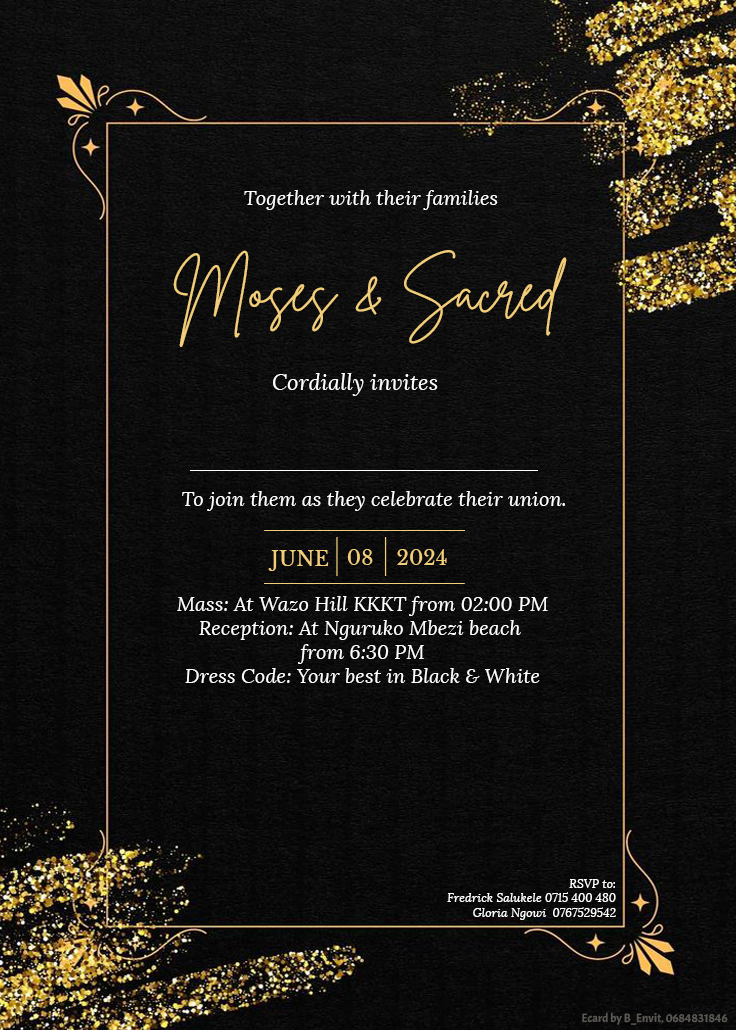 Together with their families
Moses & Sacred
Cordially invites
To join them as they celebrate their union.
JUNE 08 2024
Mass: At Wazo Hill KKKT from 02:00 PM
Reception: At Nguruko Mbezi beach
from 6:30 PM
Dress Code: Your best in Black & White
RSVP to:
Fredrick Salukele 0715 400 480
Gloria Ngowi 0767529542
Ecard by B_Envit, 0684831846